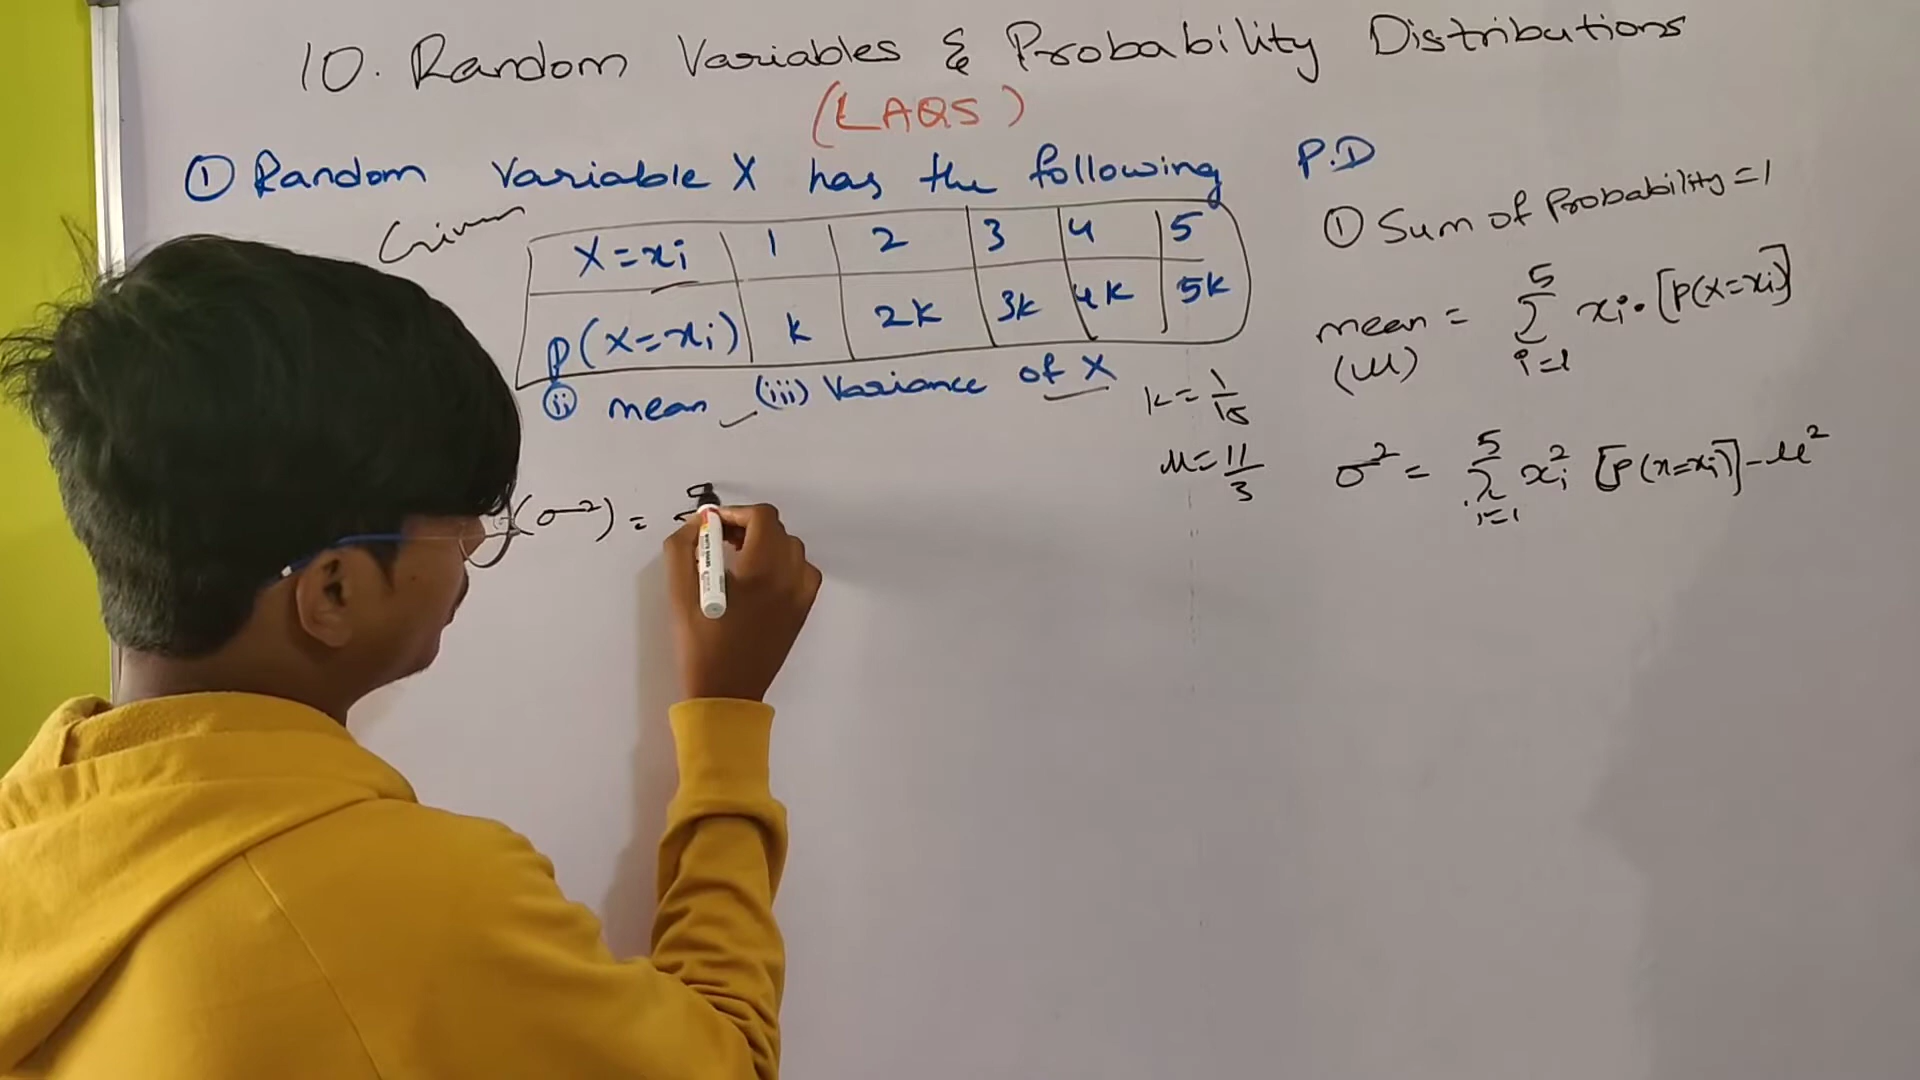 10. Random Variables & Probability Distributions
(LAQS)
① Random Variable X has the following P.D
Given
X=xi 1 2 3 4 5
P(X=xi) k 2k 3k 4k 5k
(ii) mean (iii) Variance of X
k = 1/15
μ = 11/3
(σ²) =
① Sum of Probability = 1
mean = 5 Σ i=1 xi·[P(X=xi)]
(μ)
σ² = 5 Σ i=1 xi² [P(x=xi)] - μ²